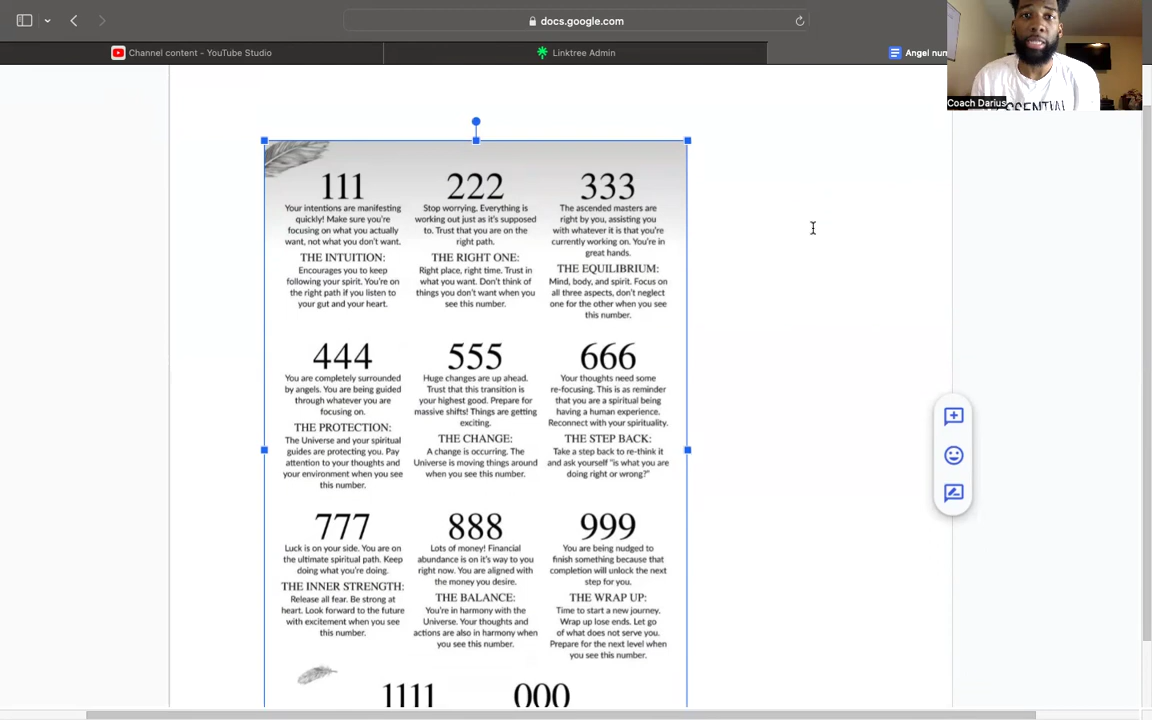 docs.google.com
Channel content - YouTube Studio
Linktree Admin
Angel num
Coach Darius
ESSENTIAL
111
Your intentions are manifesting
quickly! Make sure you're
focusing on what you actually
want, not what you don't want.
THE INTUITION:
Encourages you to keep
following your spirit. You're on
the right path if you listen to
your gut and your heart.
222
Stop worrying. Everything is
working out just as it's supposed
to. Trust that you are on the
right path.
THE RIGHT ONE:
Right place, right time. Trust in
what you want. Don't think of
things you don't want when you
see this number.
333
The ascended masters are
right by you, assisting you
with whatever it is that you're
currently working on. You're in
great hands.
THE EQUILIBRIUM:
Mind, body, and spirit. Focus on
all three aspects, don't neglect
one for the other when you see
this number.
444
You are completely surrounded
by angels. You are being guided
through whatever you are
focusing on.
THE PROTECTION:
The Universe and your spiritual
guides are protecting you. Pay
attention to your thoughts and
your environment when you see
this number.
555
Huge changes are up ahead.
Trust that this transition is
your highest good. Prepare for
massive shifts! Things are getting
exciting.
THE CHANGE:
A change is occurring. The
Universe is moving things around
when you see this number.
666
Your thoughts need some
re-focusing. This is as reminder
that you are a spiritual being
having a human experience.
Reconnect with your spirituality.
THE STEP BACK:
Take a step back to re-think it
and ask yourself "is what you are
doing right or wrong?"
777
Luck is on your side. You are on
the ultimate spiritual path. Keep
doing what you're doing.
THE INNER STRENGTH:
Release all fear. Be strong at
heart. Look forward to the future
with excitement when you see
this number.
888
Lots of money! Financial
abundance is on it's way to you
right now. You are aligned with
the money you desire.
THE BALANCE:
You're in harmony with the
Universe. Your thoughts and
actions are also in harmony when
you see this number.
999
You are being nudged to
finish something because that
completion will unlock the next
step for you.
THE WRAP UP:
Time to start a new journey.
Wrap up lose ends. Let go
of what does not serve you.
Prepare for the next level when
you see this number.
1111
000